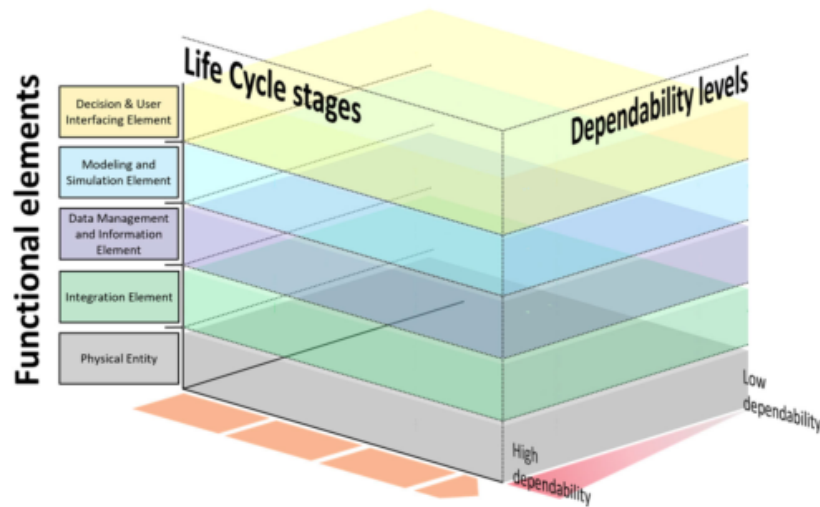 Life Cycle stages
Dependability levels
Functional elements
Decision & User
Interfacing Element
Modeling and
Simulation Element
Data Management
and Information
Element
Integration Element
Physical Entity
Low
dependability
High
dependability